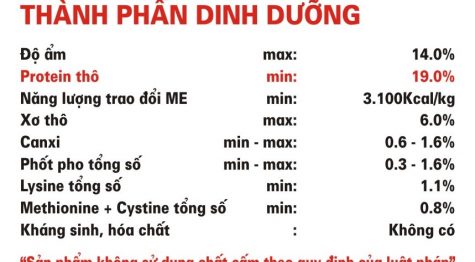 THÀNH PHẦN DINH DƯỠNG
Độ ẩm max: 14.0%
Protein thô min: 19.0%
Năng lượng trao đổi ME min: 3.100Kcal/kg
Xơ thô max: 6.0%
Canxi min - max: 0.6 - 1.6%
Phốt pho tổng số min - max: 0.3 - 1.6%
Lysine tổng số min: 1.1%
Methionine + Cystine tổng số min: 0.8%
Kháng sinh, hóa chất : Không có
"Sản phẩm không sử dụng chất cấm theo quy định của luật pháp"